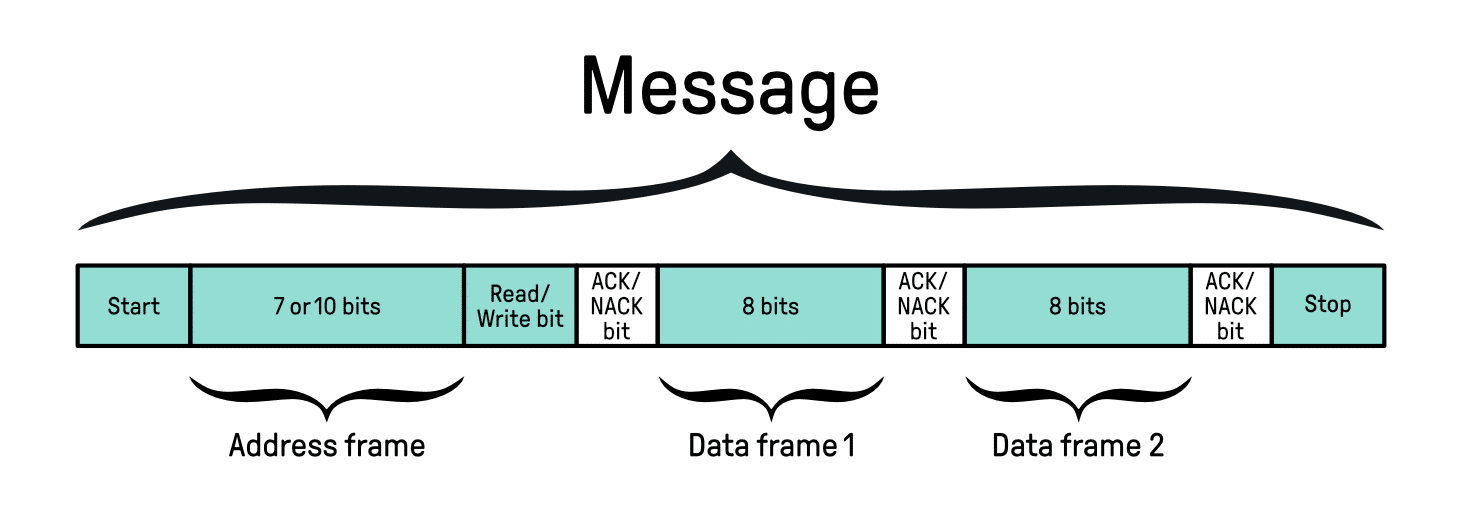 Message
Start
7 or 10 bits
Read/
Write bit
ACK/
NACK
bit
8 bits
ACK/
NACK
bit
8 bits
ACK/
NACK
bit
Stop
Address frame
Data frame 1
Data frame 2